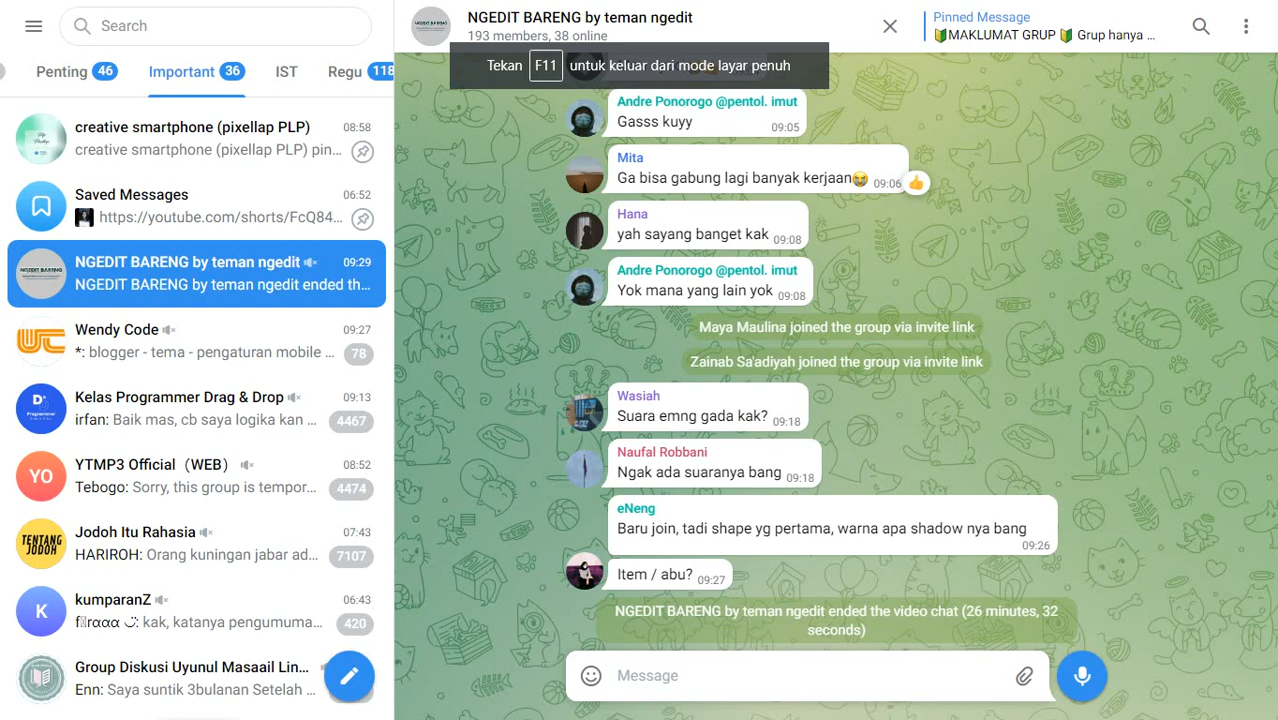 Search
Penting 46 Important 36 IST Regu 118
creative smartphone (pixellap PLP) 08:58
creative smartphone (pixellap PLP) pin...
Saved Messages 06:52
https://youtube.com/shorts/FcQ84...
NGEDIT BARENG by teman ngedit 09:29
NGEDIT BARENG by teman ngedit ended th...
Wendy Code 09:27
*: blogger - tema - pengaturan mobile ... 78
Kelas Programmer Drag & Drop 09:13
irfan: Baik mas, cb saya logika kan ... 4467
YO
YTMP3 Official（WEB） 08:52
Tebogo: Sorry, this group is tempor... 4474
TENTANG JODOH
Jodoh Itu Rahasia 07:43
HARIROH: Orang kuningan jabar ad... 7107
K
kumparanZ 06:43
kak, katanya pengumuma... 420
Group Diskusi Uyunul Masaail Lin...
Enn: Saya suntik 3bulanan Setelah ...
NGEDIT BARENG by teman ngedit
193 members, 38 online
Pinned Message
🔰MAKLUMAT GRUP 🔰 Grup hanya ...
Tekan F11 untuk keluar dari mode layar penuh
Andre Ponorogo @pentol. imut
Gasss kuyy 09:05
Mita
Ga bisa gabung lagi banyak kerjaan😭 09:06 👍
Hana
yah sayang banget kak 09:08
Andre Ponorogo @pentol. imut
Yok mana yang lain yok 09:08
Maya Maulina joined the group via invite link
Zainab Sa'adiyah joined the group via invite link
Wasiah
Suara emng gada kak? 09:18
Naufal Robbani
Ngak ada suaranya bang 09:18
eNeng
Baru join, tadi shape yg pertama, warna apa shadow nya bang
09:26
Item / abu? 09:27
NGEDIT BARENG by teman ngedit ended the video chat (26 minutes, 32
seconds)
Message